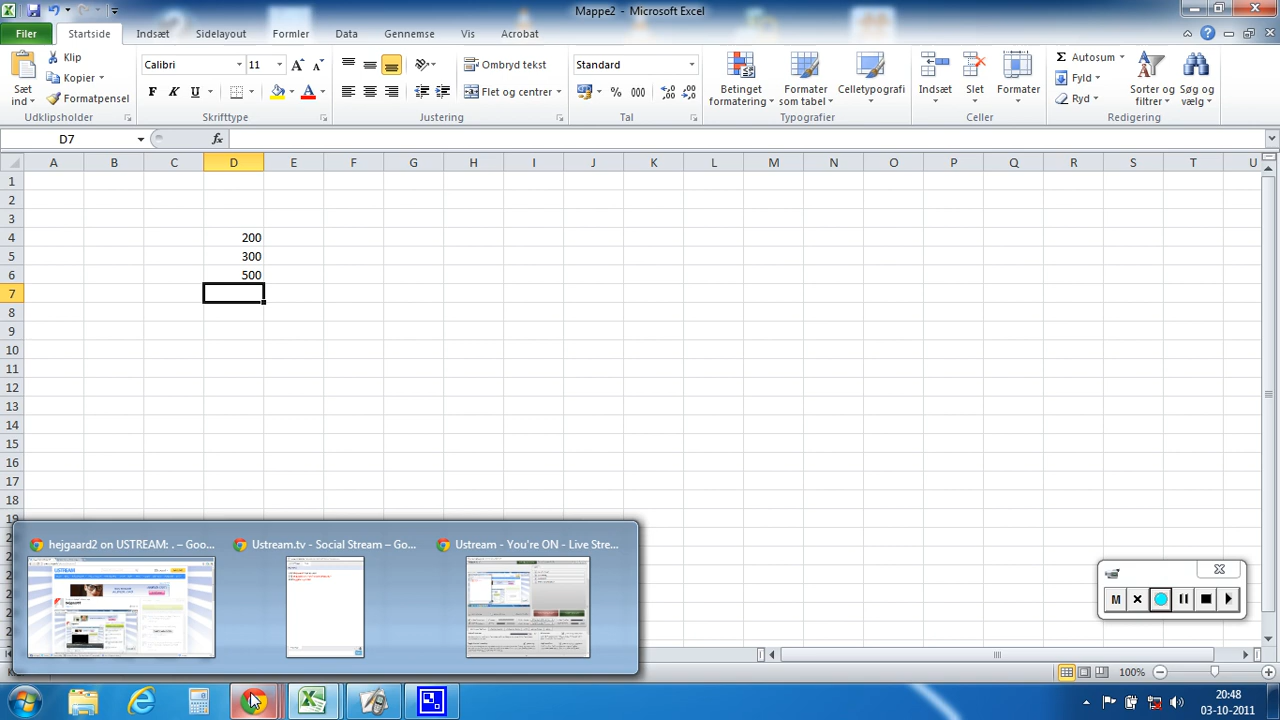 Mappe2 - Microsoft Excel
Filer Startside Indsæt Sidelayout Formler Data Gennemse Vis Acrobat
Sæt ind
Klip
Kopier
Formatpensel
Udklipsholder
Calibri 11
F K U
Skrifttype
Ombryd tekst
Flet og centrer
Justering
Standard
% 000
Tal
Betinget formatering
Formater som tabel
Celletypografi
Typografier
Indsæt Slet Formater
Celler
Autosum
Fyld
Ryd
Sorter og filtrer
Søg og vælg
Redigering
D7 fx
A B C D E F G H I J K L M N O P Q R S T U
1
2
3
4 200
5 300
6 500
7
8
9
10
11
12
13
14
15
16
17
18
19
hejgaard2 on USTREAM: . – Goo... Ustream.tv - Social Stream – Go... Ustream - You're ON - Live Stre...
USTREAM
M
100%
20:48
03-10-2011